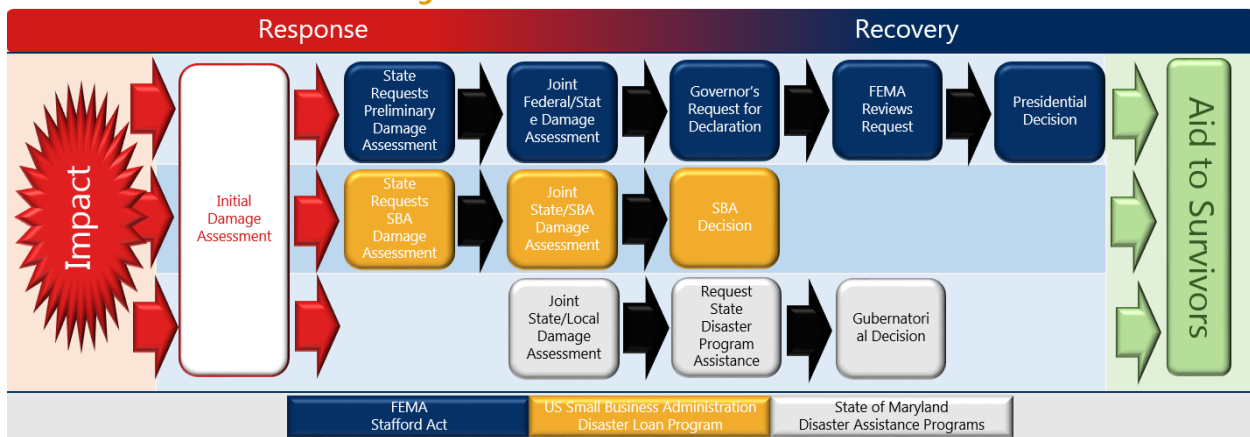 Response
Recovery
Impact
Initial
Damage
Assessment
State
Requests
Preliminary
Damage
Assessment
Joint
Federal/Stat
e Damage
Assessment
Governor's
Request for
Declaration
FEMA
Reviews
Request
Presidential
Decision
State
Requests
SBA
Damage
Assessment
Joint
State/SBA
Damage
Assessment
SBA
Decision
Joint
State/Local
Damage
Assessment
Request
State
Disaster
Program
Assistance
Gubernatori
al Decision
Aid to Survivors
FEMA
Stafford Act
US Small Business Administration
Disaster Loan Program
State of Maryland
Disaster Assistance Programs